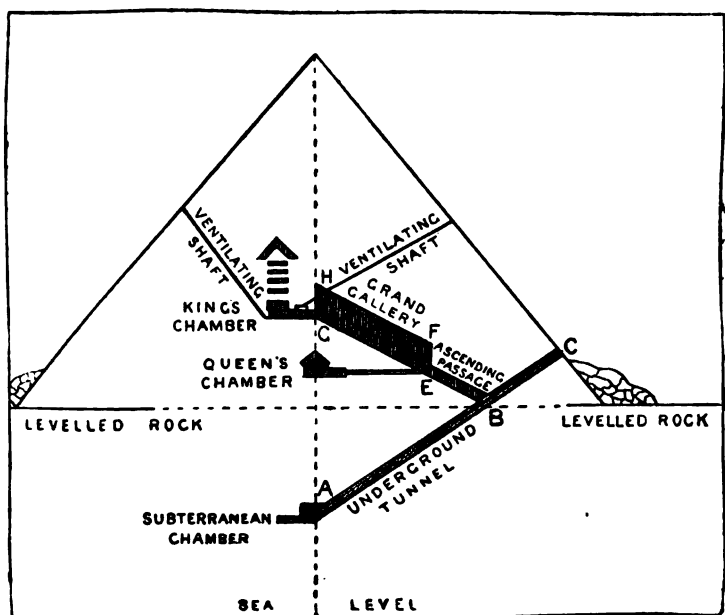 VENTILATING
SHAFT
VENTILATING
SHAFT
H
GRAND
GALLERY
KING'S
CHAMBER
G
F
ASCENDING
PASSAGE
C
QUEEN'S
CHAMBER
E
B
LEVELLED ROCK
LEVELLED ROCK
A
UNDERGROUND
TUNNEL
SUBTERRANEAN
CHAMBER
SEA LEVEL